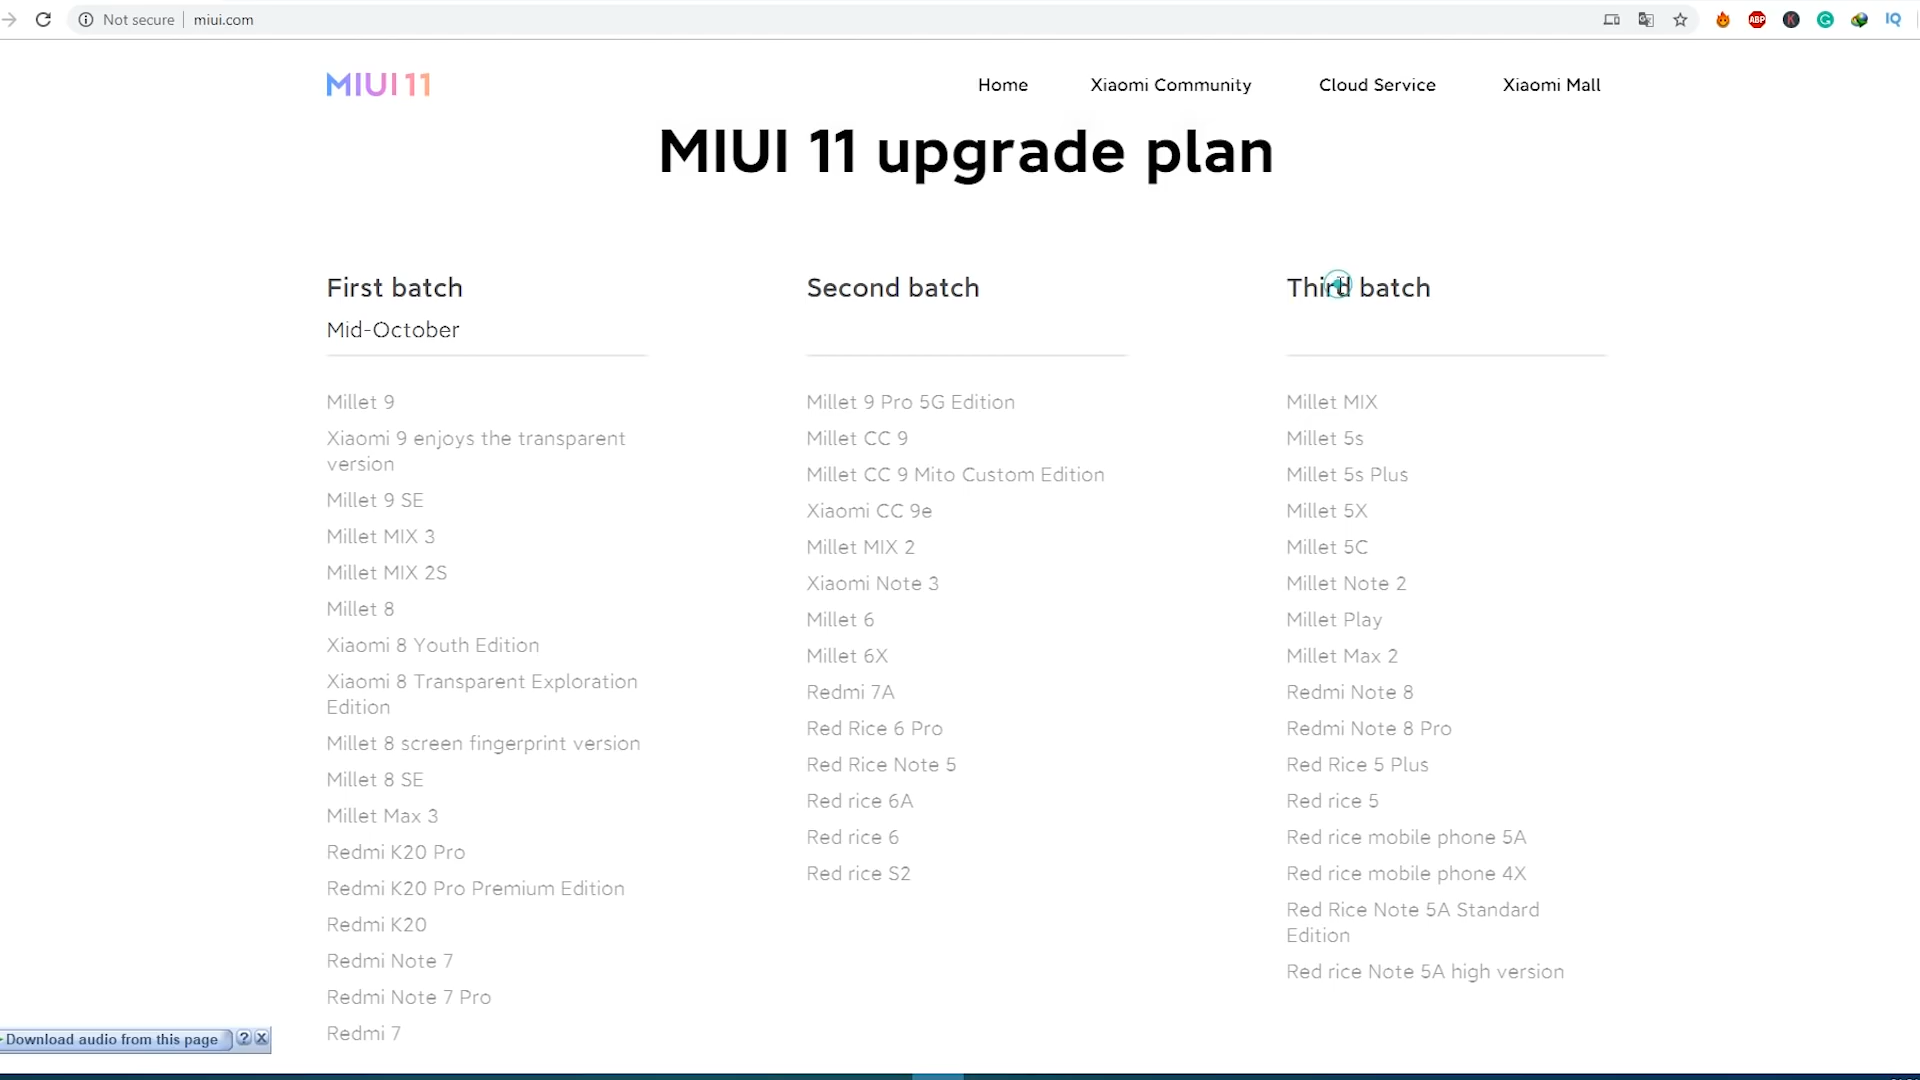 Not secure
miui.com
ABP
K
IQ
MIUI 11
Home
Xiaomi Community
Cloud Service
Xiaomi Mall
MIUI 11 upgrade plan
First batch
Mid-October
Millet 9
Xiaomi 9 enjoys the transparent
version
Millet 9 SE
Millet MIX 3
Millet MIX 2S
Millet 8
Xiaomi 8 Youth Edition
Xiaomi 8 Transparent Exploration
Edition
Millet 8 screen fingerprint version
Millet 8 SE
Millet Max 3
Redmi K20 Pro
Redmi K20 Pro Premium Edition
Redmi K20
Redmi Note 7
Redmi Note 7 Pro
Redmi 7
Second batch
Millet 9 Pro 5G Edition
Millet CC 9
Millet CC 9 Mito Custom Edition
Xiaomi CC 9e
Millet MIX 2
Xiaomi Note 3
Millet 6
Millet 6X
Redmi 7A
Red Rice 6 Pro
Red Rice Note 5
Red rice 6A
Red rice 6
Red rice S2
Third batch
Millet MIX
Millet 5s
Millet 5s Plus
Millet 5X
Millet 5C
Millet Note 2
Millet Play
Millet Max 2
Redmi Note 8
Redmi Note 8 Pro
Red Rice 5 Plus
Red rice 5
Red rice mobile phone 5A
Red rice mobile phone 4X
Red Rice Note 5A Standard
Edition
Red rice Note 5A high version
Download audio from this page
? X